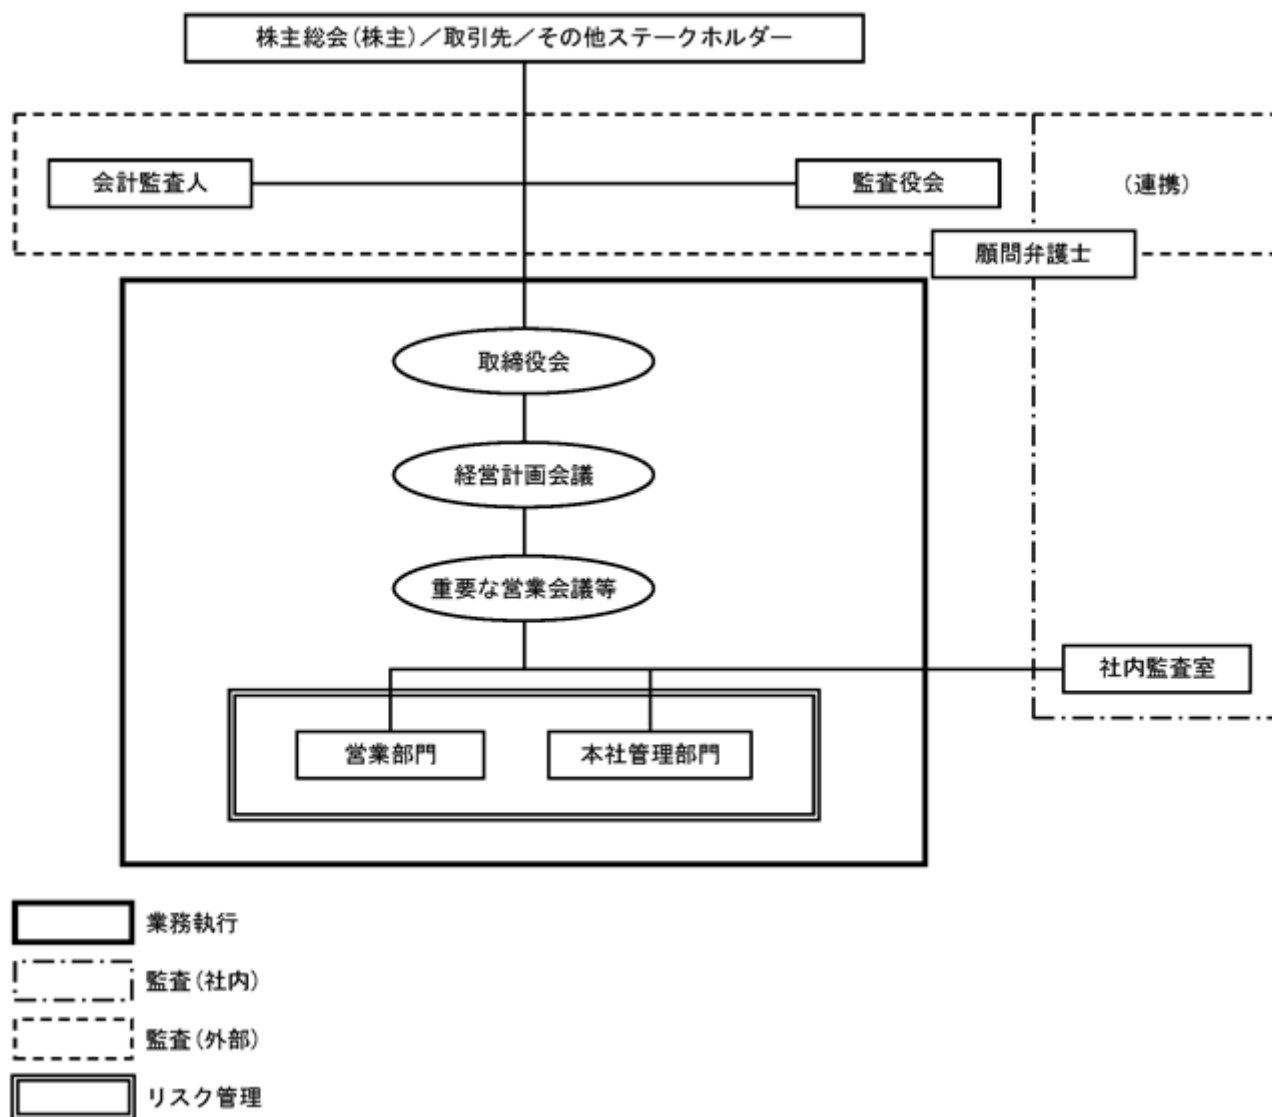 株主総会(株主)／取引先／その他ステークホルダー
会計監査人
監査役会
(連携)
顧問弁護士
取締役会
経営計画会議
重要な営業会議等
社内監査室
営業部門
本社管理部門
業務執行
監査(社内)
監査(外部)
リスク管理